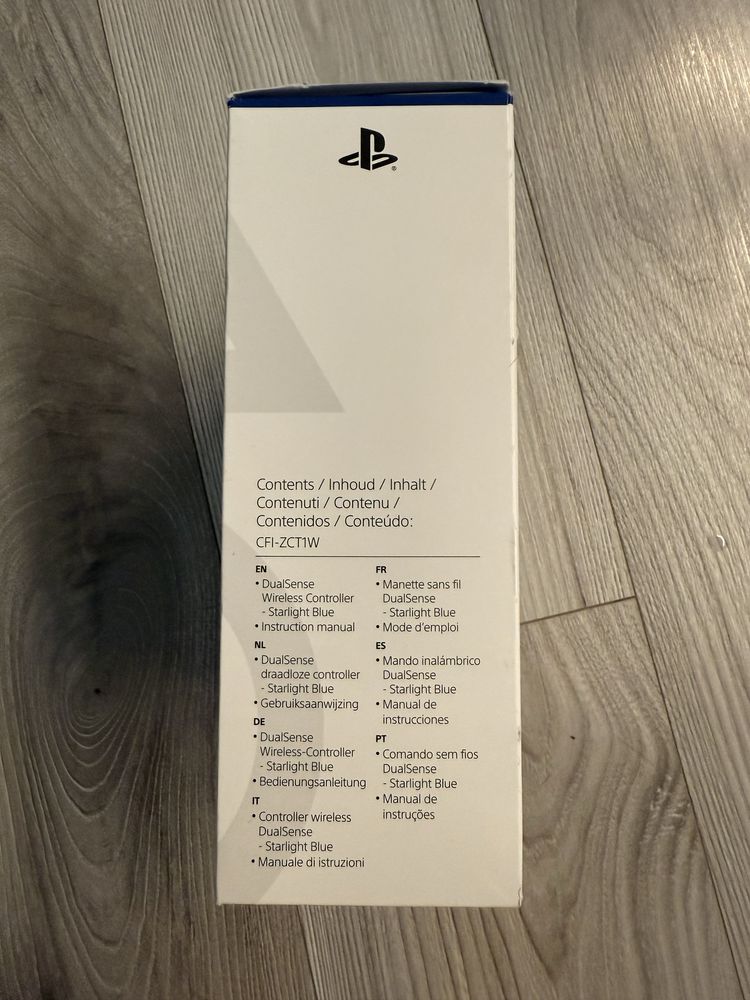 Contents / Inhoud / Inhalt /
Contenuti / Contenu /
Contenidos / Conteúdo:
CFI-ZCT1W
EN
• DualSense
Wireless Controller
- Starlight Blue
• Instruction manual
NL
• DualSense
draadloze controller
- Starlight Blue
• Gebruiksaanwijzing
DE
• DualSense
Wireless-Controller
- Starlight Blue
• Bedienungsanleitung
IT
• Controller wireless
DualSense
- Starlight Blue
• Manuale di istruzioni
FR
• Manette sans fil
DualSense
- Starlight Blue
• Mode d'emploi
ES
• Mando inalámbrico
DualSense
- Starlight Blue
• Manual de
instrucciones
PT
• Comando sem fios
DualSense
- Starlight Blue
• Manual de
instruções